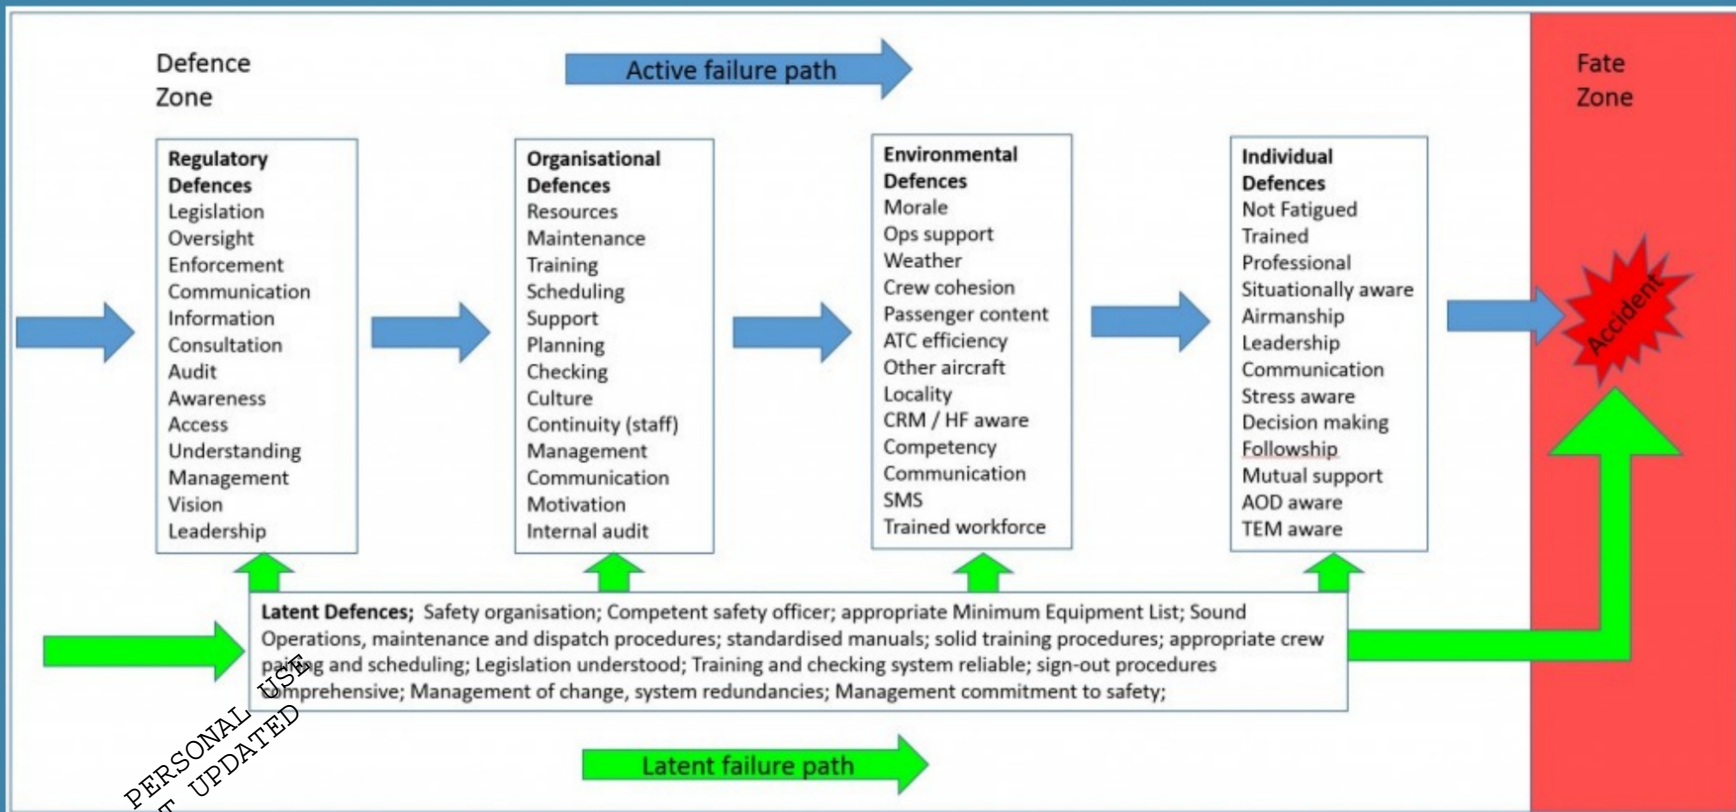 Defence
Zone
Active failure path
Fate
Zone
Regulatory
Defences
Legislation
Oversight
Enforcement
Communication
Information
Consultation
Audit
Awareness
Access
Understanding
Management
Vision
Leadership
Organisational
Defences
Resources
Maintenance
Training
Scheduling
Support
Planning
Checking
Culture
Continuity (staff)
Management
Communication
Motivation
Internal audit
Environmental
Defences
Morale
Ops support
Weather
Crew cohesion
Passenger content
ATC efficiency
Other aircraft
Locality
CRM / HF aware
Competency
Communication
SMS
Trained workforce
Individual
Defences
Not Fatigued
Trained
Professional
Situationally aware
Airmanship
Leadership
Communication
Stress aware
Decision making
Followship
Mutual support
AOD aware
TEM aware
Accident
Latent Defences; Safety organisation; Competent safety officer; appropriate Minimum Equipment List; Sound
Operations, maintenance and dispatch procedures; standardised manuals; solid training procedures; appropriate crew
pairing and scheduling; Legislation understood; Training and checking system reliable; sign-out procedures
comprehensive; Management of change, system redundancies; Management commitment to safety;
Latent failure path
PERSONAL USE
UPDATED